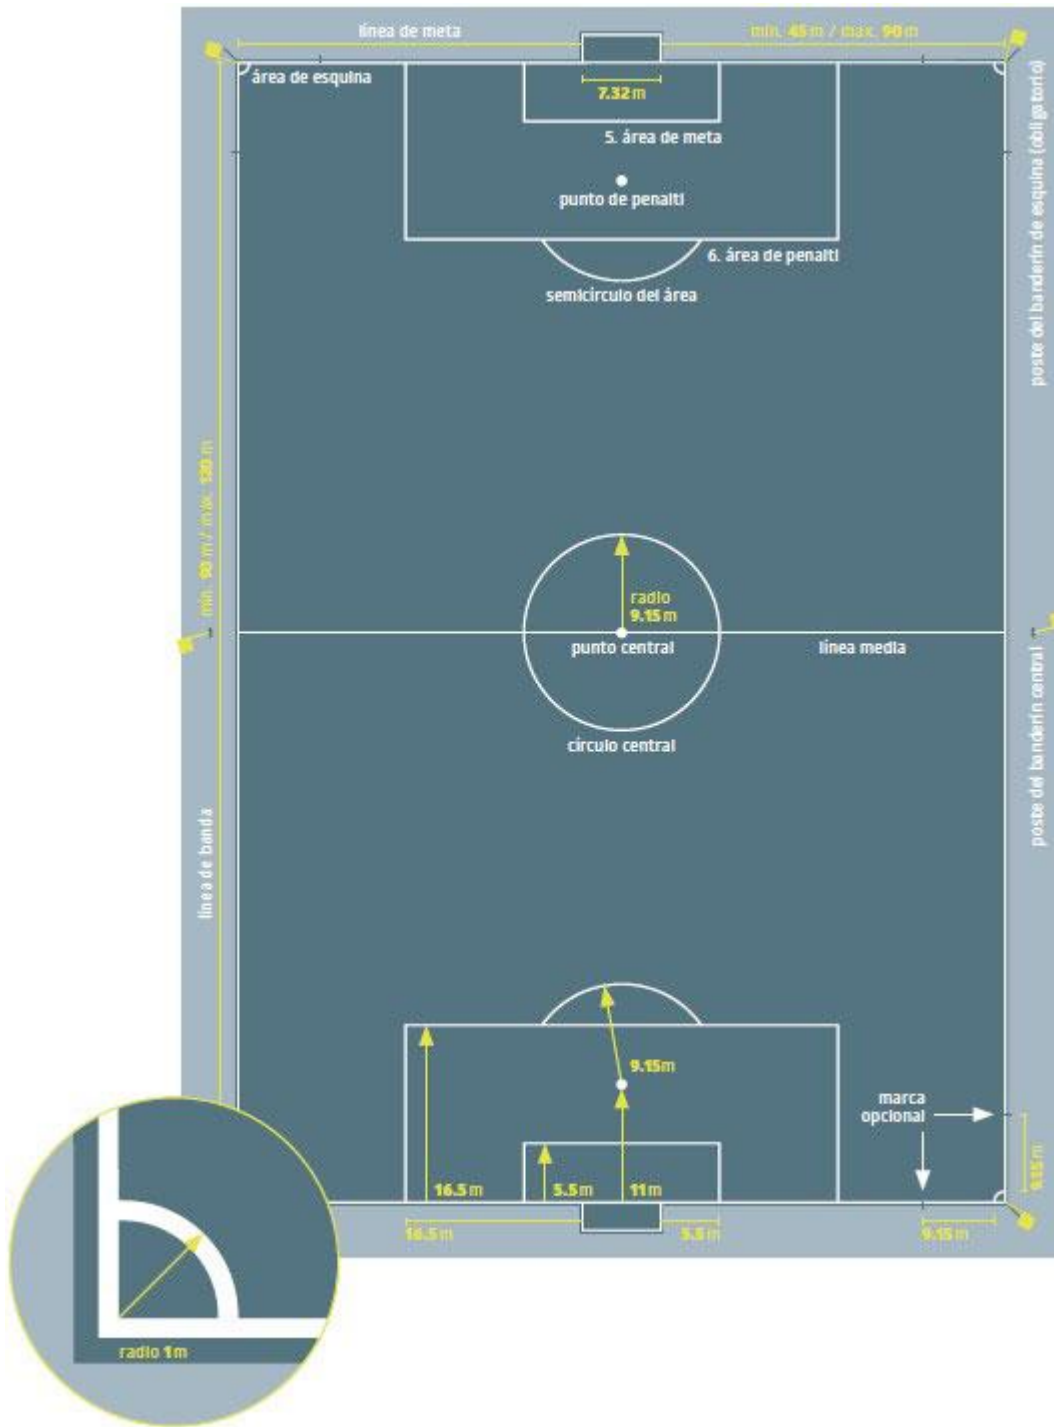 línea de meta
mín. 45 m / max. 90 m
área de esquina
7.32 m
5. área de meta
punto de penalti
6. área de penalti
semicírculo del área
poste del banderín de esquina (obligatorio)
mín. 90 m / máx. 120 m
radio
9.15 m
punto central
línea media
círculo central
poste del banderín central
línea de banda
9.15 m
marca
opcional
9.15 m
16.5 m
5.5 m
11 m
16.5 m
5.5 m
9.15 m
radio 1 m